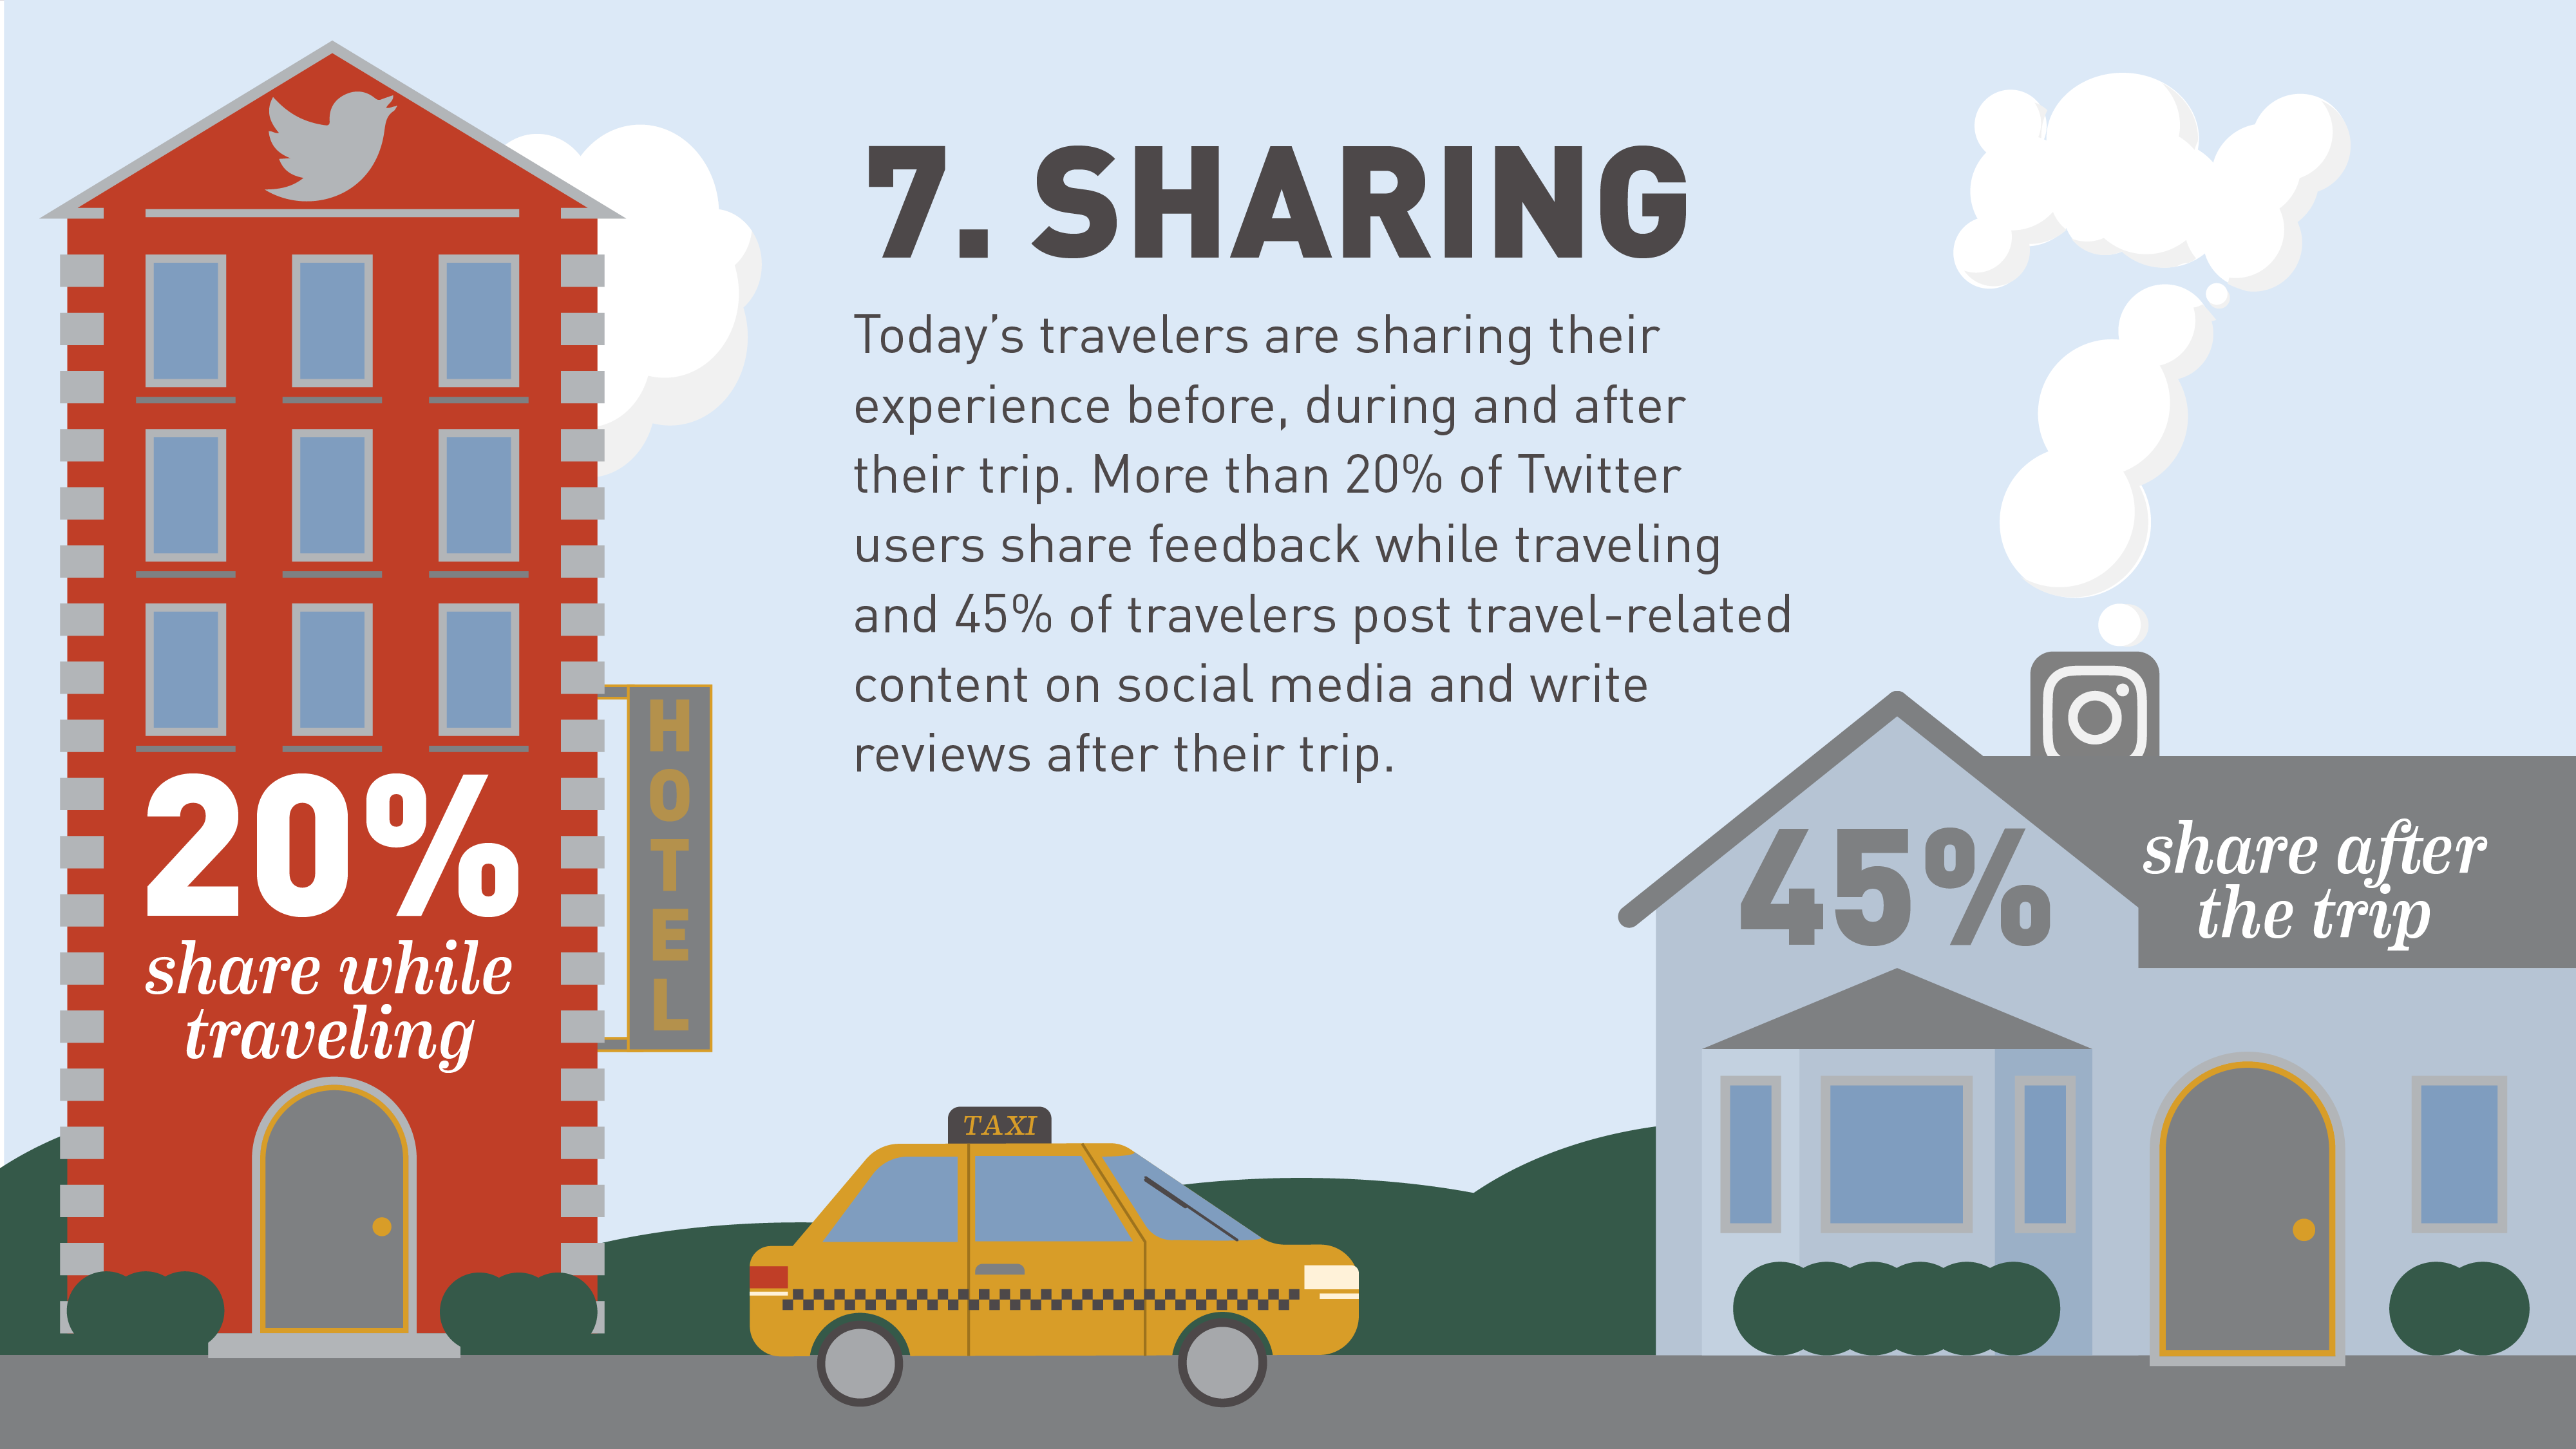 7. SHARING
Today’s travelers are sharing their
experience before, during and after
their trip. More than 20% of Twitter
users share feedback while traveling
and 45% of travelers post travel-related
content on social media and write
reviews after their trip.
20%
share while
traveling
HOTEL
TAXI
45%
share after
the trip